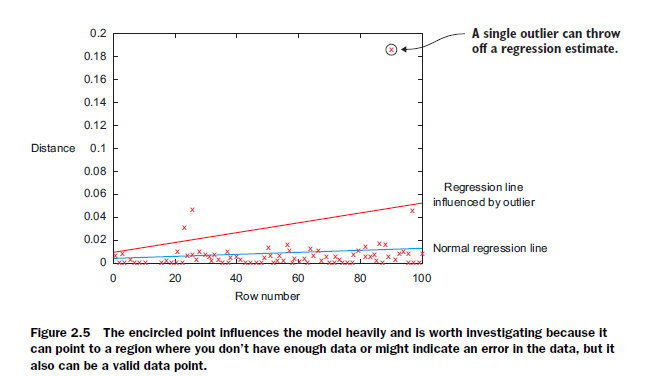 0.2
0.18
0.16
0.14
0.12
0.1
0.08
0.06
0.04
0.02
0
Distance
0
20
40
60
80
100
Row number
A single outlier can throw
off a regression estimate.
Regression line
influenced by outlier
Normal regression line
Figure 2.5 The encircled point influences the model heavily and is worth investigating because it
can point to a region where you don't have enough data or might indicate an error in the data, but it
also can be a valid data point.